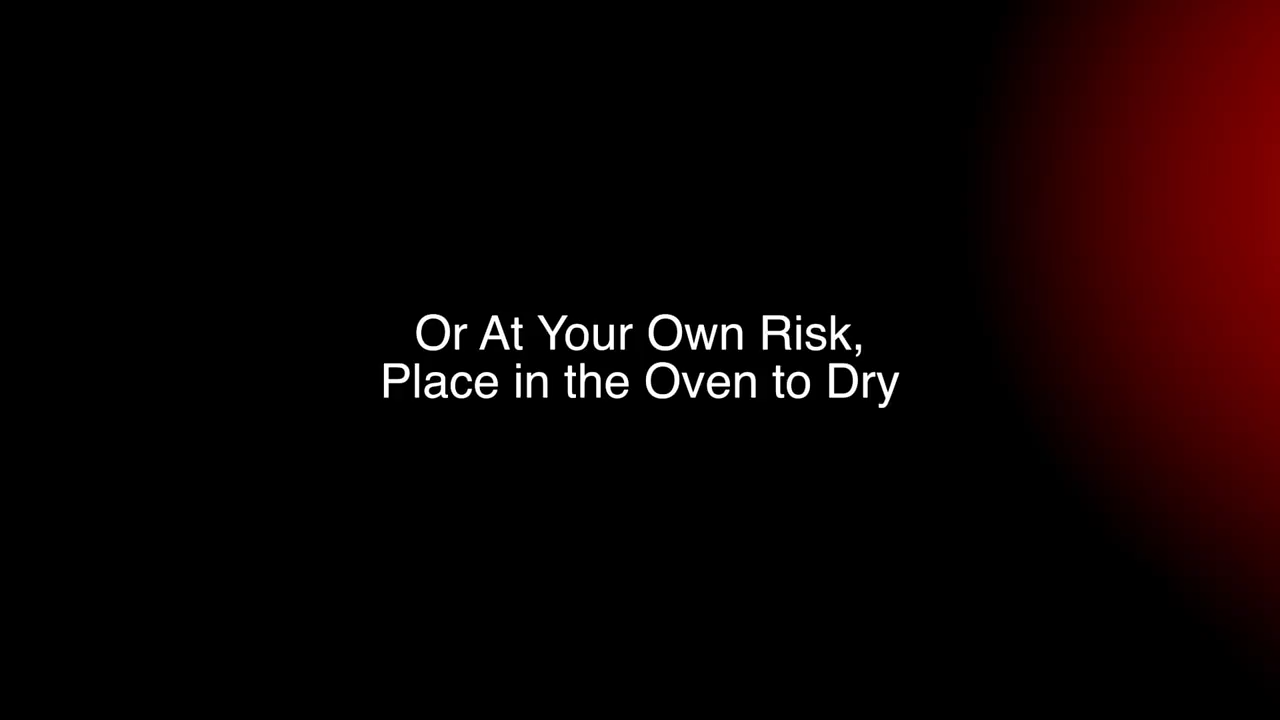 Or At Your Own Risk,
Place in the Oven to Dry